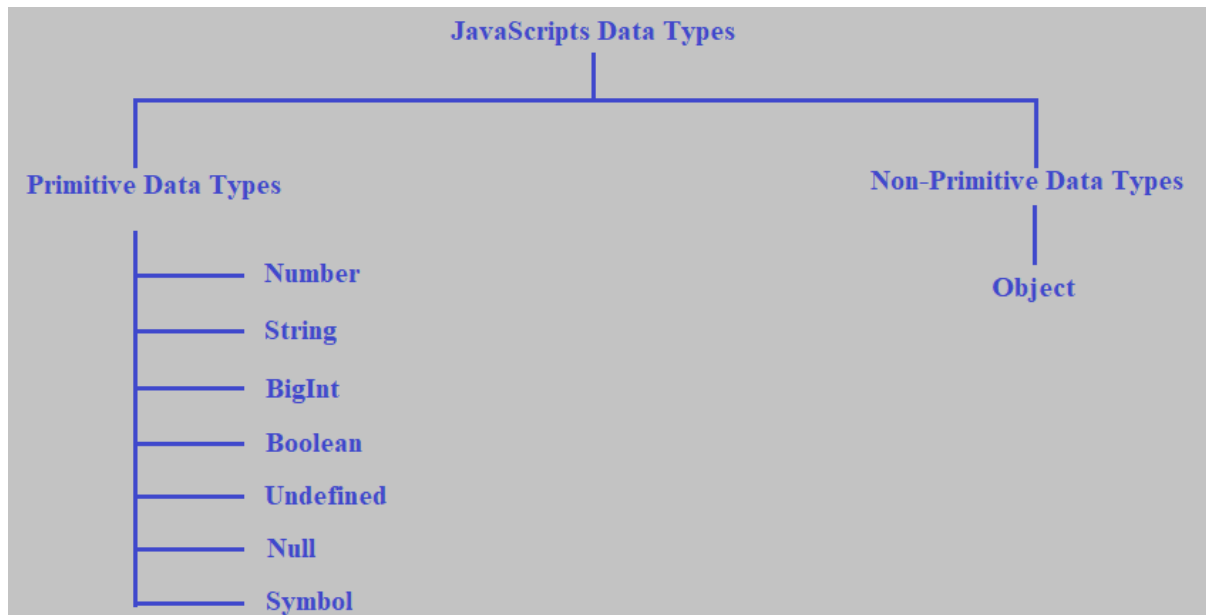 JavaScripts Data Types
Primitive Data Types
Non-Primitive Data Types
Number
Object
String
BigInt
Boolean
Undefined
Null
Symbol